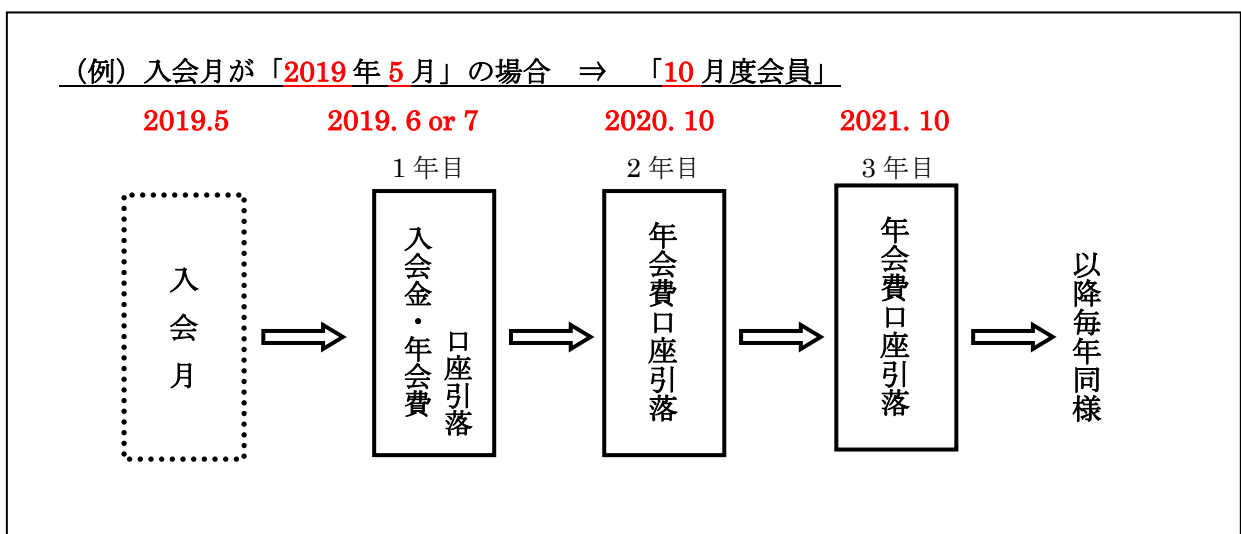 （例）入会月が「2019年5月」の場合　⇒　「10月度会員」
2019.5
2019. 6 or 7
2020. 10
2021. 10
1年目
2年目
3年目
入会月
入会金・年会費
口座引落
年会費口座引落
年会費口座引落
以降毎年同様